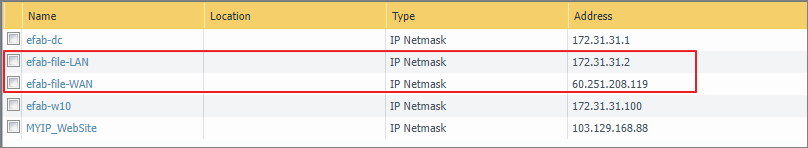 Name Location Type Address
efab-dc IP Netmask 172.31.31.1
efab-file-LAN IP Netmask 172.31.31.2
efab-file-WAN IP Netmask 60.251.208.119
efab-w10 IP Netmask 172.31.31.100
MYIP_WebSite IP Netmask 103.129.168.88